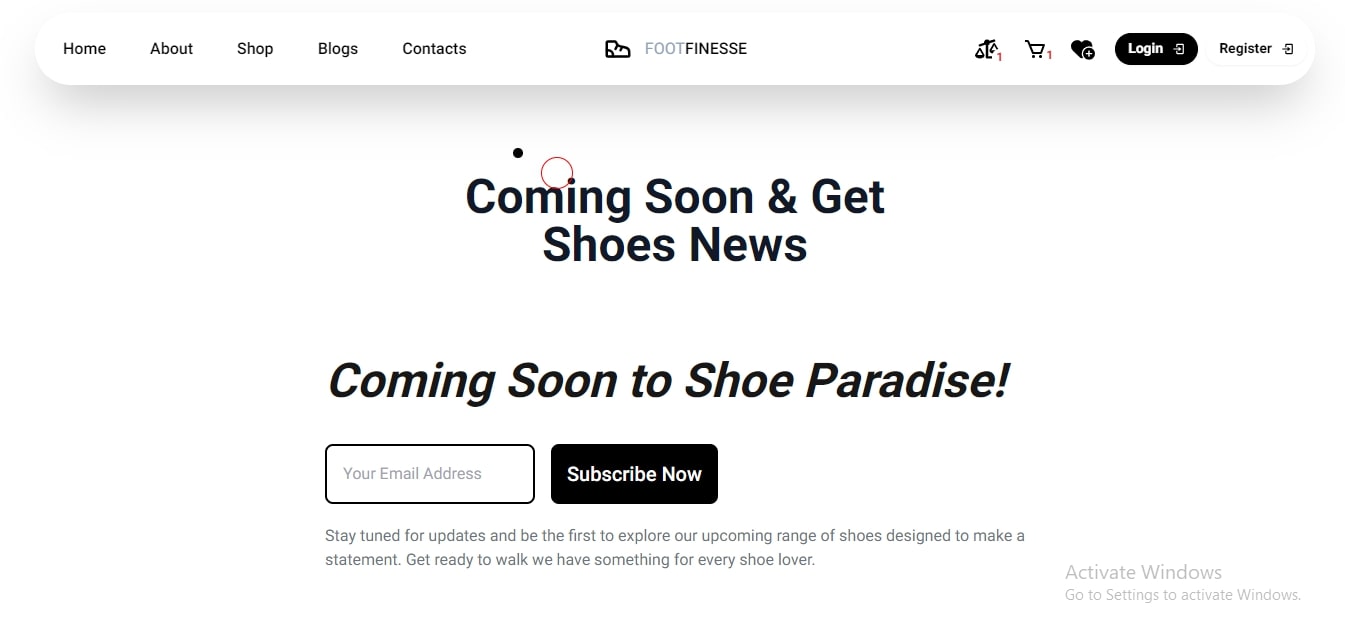 Home About Shop Blogs Contacts FOOTFINESSE 1 1 Login Register
Coming Soon & Get
Shoes News
Coming Soon to Shoe Paradise!
Your Email Address Subscribe Now
Stay tuned for updates and be the first to explore our upcoming range of shoes designed to make a
statement. Get ready to walk we have something for every shoe lover.
Activate Windows
Go to Settings to activate Windows.